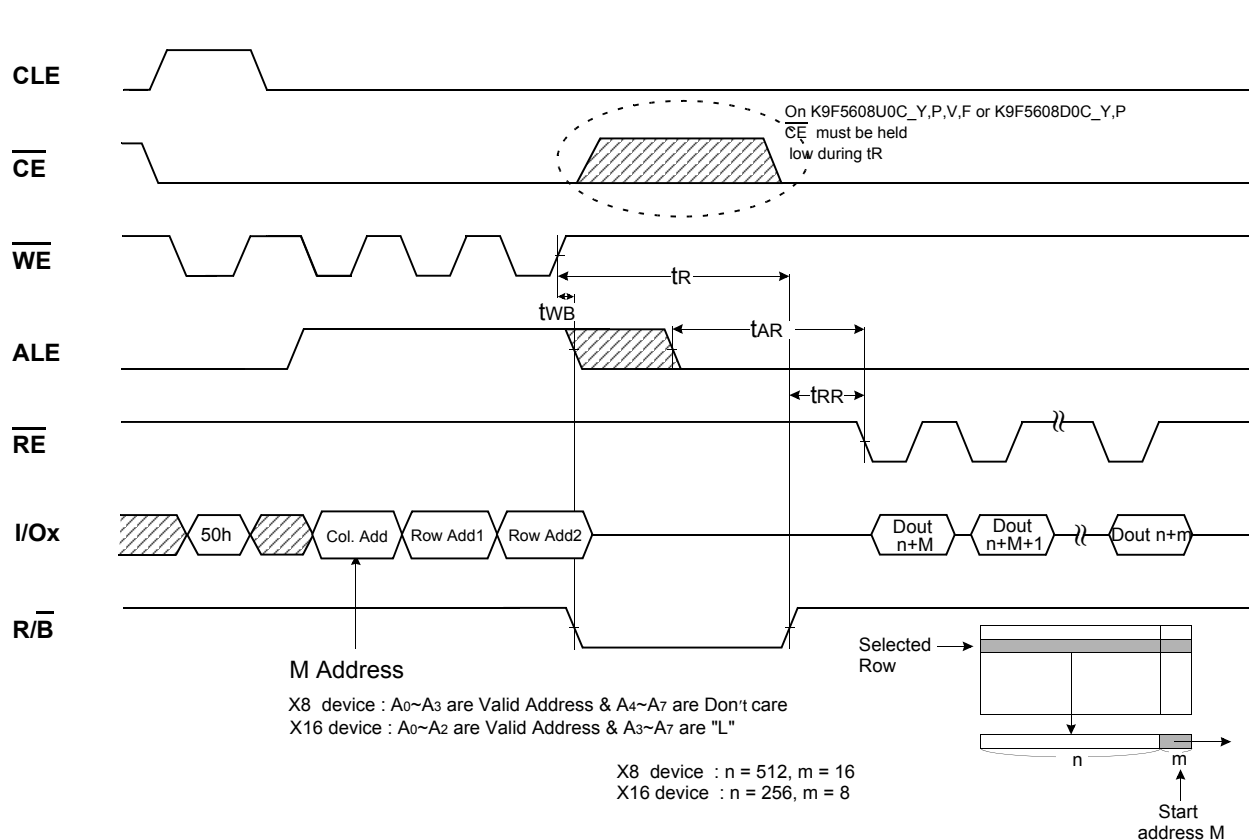 CLE
On K9F5608U0C_Y,P,V,F or K9F5608D0C_Y,P
CE must be held
low during tR
CE
WE
tR
tWB
tAR
ALE
tRR
RE
I/Ox
50h
Col. Add
Row Add1
Row Add2
Dout
n+M
Dout
n+M+1
Dout n+m
R/B
M Address
X8 device : A0~A3 are Valid Address & A4~A7 are Don't care
X16 device : A0~A2 are Valid Address & A3~A7 are "L"
Selected
Row
n
m
X8 device : n = 512, m = 16
X16 device : n = 256, m = 8
Start
address M